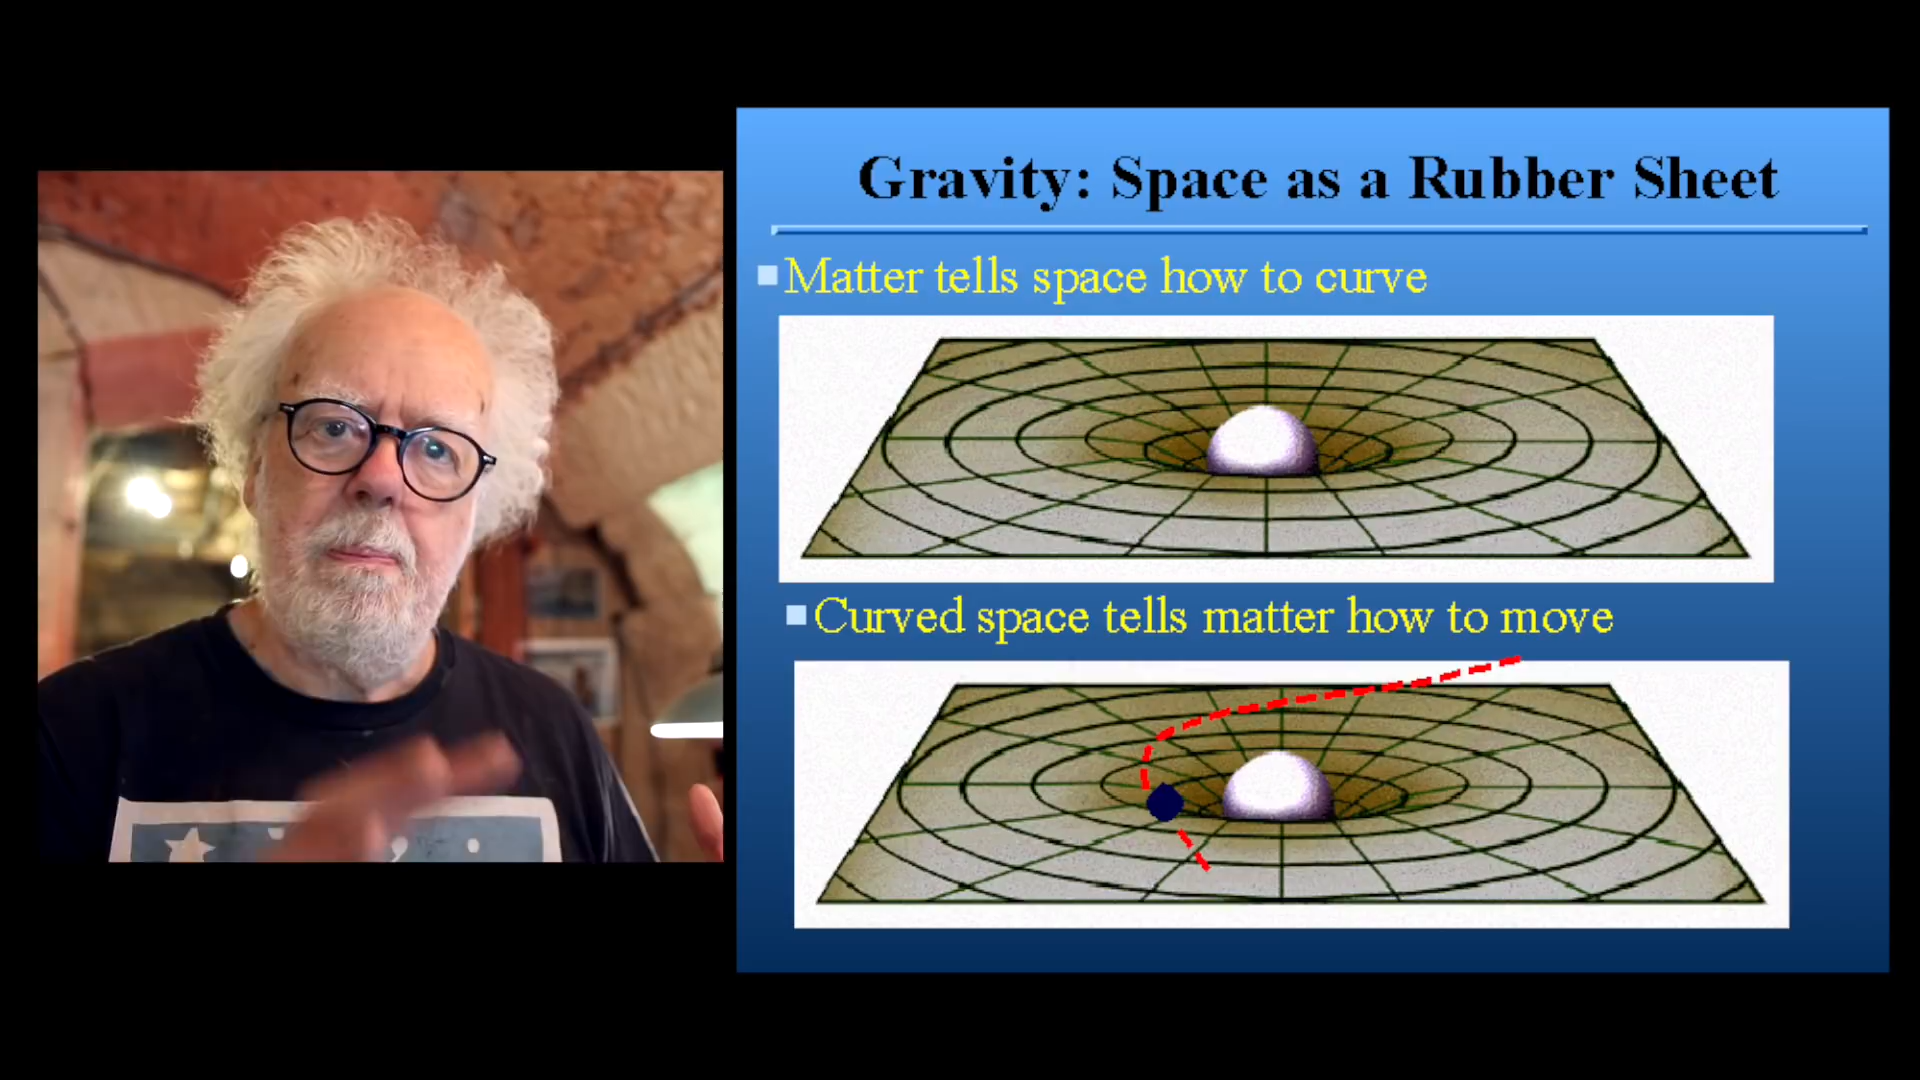 Gravity: Space as a Rubber Sheet
Matter tells space how to curve
Curved space tells matter how to move